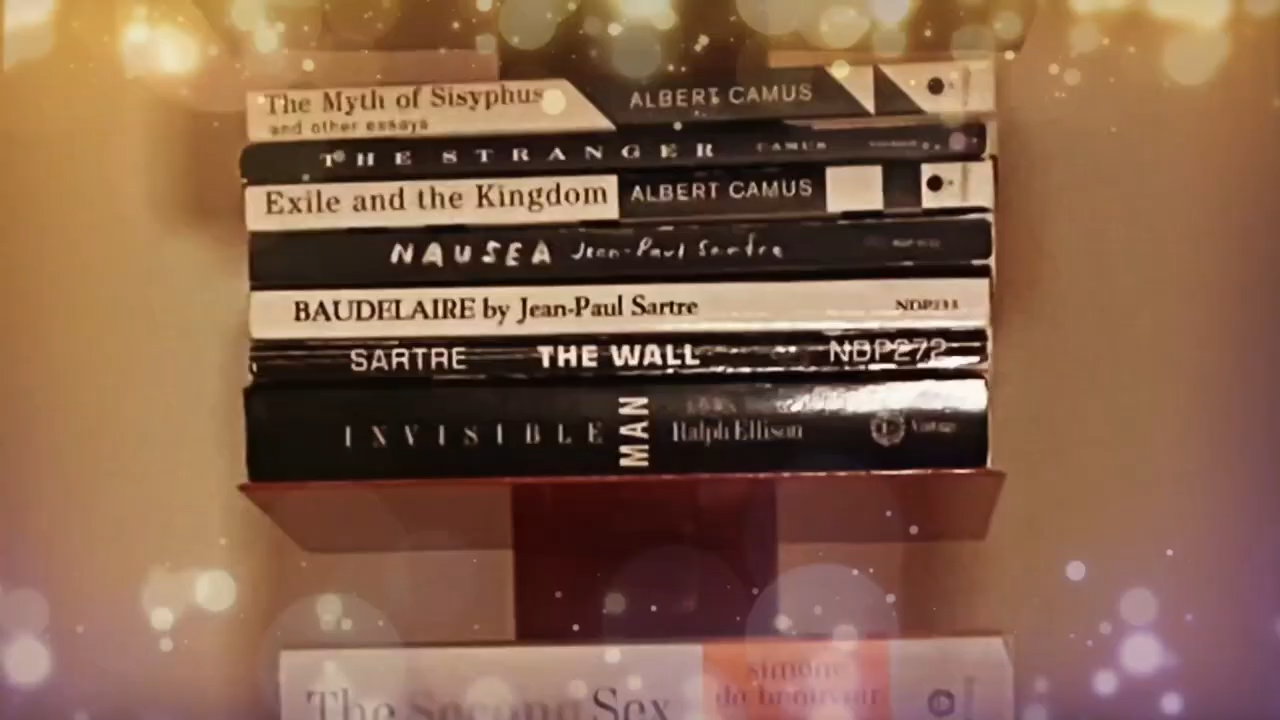 The Myth of Sisyphus ALBERT CAMUS
and other essays
THE STRANGER CAMUS
Exile and the Kingdom ALBERT CAMUS
NAUSEA Jean-Paul Sartre
BAUDELAIRE by Jean-Paul Sartre NDP233
SARTRE THE WALL NDP272
INVISIBLE MAN Ralph Ellison Vintage
The Second Sex simone
de beauvoir